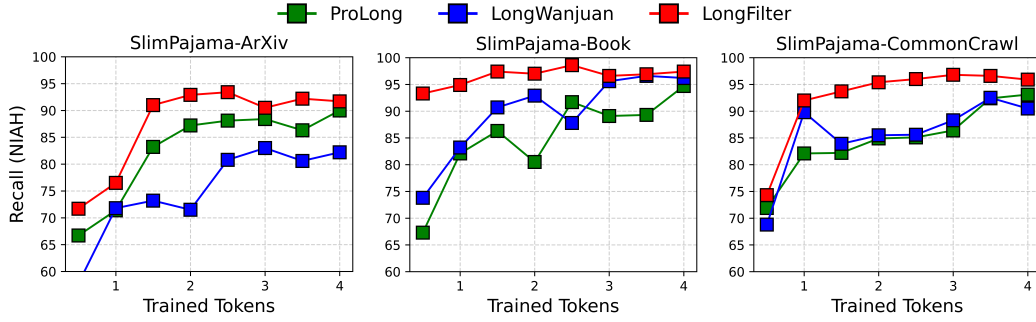 ProLong LongWanjuan LongFilter
SlimPajama-ArXiv
SlimPajama-Book
SlimPajama-CommonCrawl
Recall (NIAH)
100
95
90
85
80
75
70
65
60
1 2 3 4
Trained Tokens
100
95
90
85
80
75
70
65
60
1 2 3 4
Trained Tokens
100
95
90
85
80
75
70
65
60
1 2 3 4
Trained Tokens